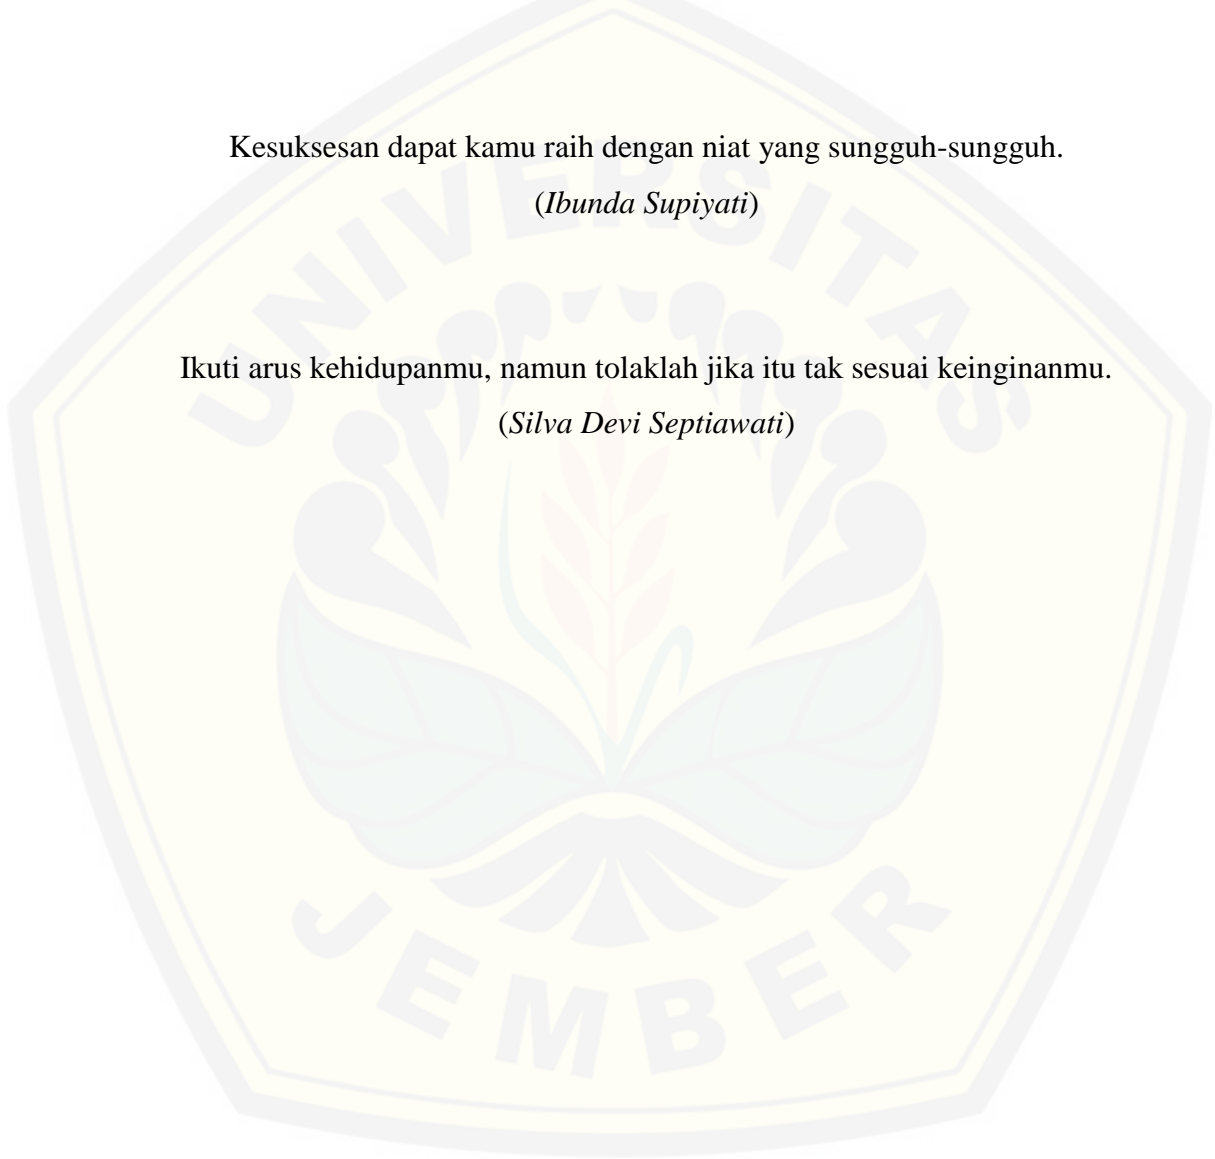 Kesuksesan dapat kamu raih dengan niat yang sungguh-sungguh.
(Ibunda Supiyati)
Ikuti arus kehidupanmu, namun tolaklah jika itu tak sesuai keinginanmu.
(Silva Devi Septiawati)
UNIVERSITAS
JEMBER